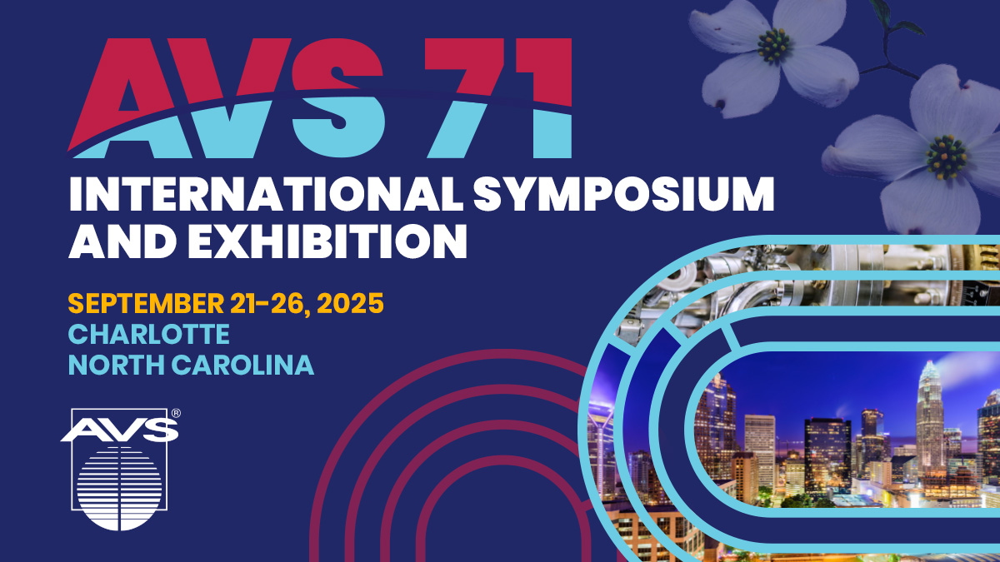 AVS 71
INTERNATIONAL SYMPOSIUM
AND EXHIBITION
SEPTEMBER 21–26, 2025
CHARLOTTE
NORTH CAROLINA
AVS®